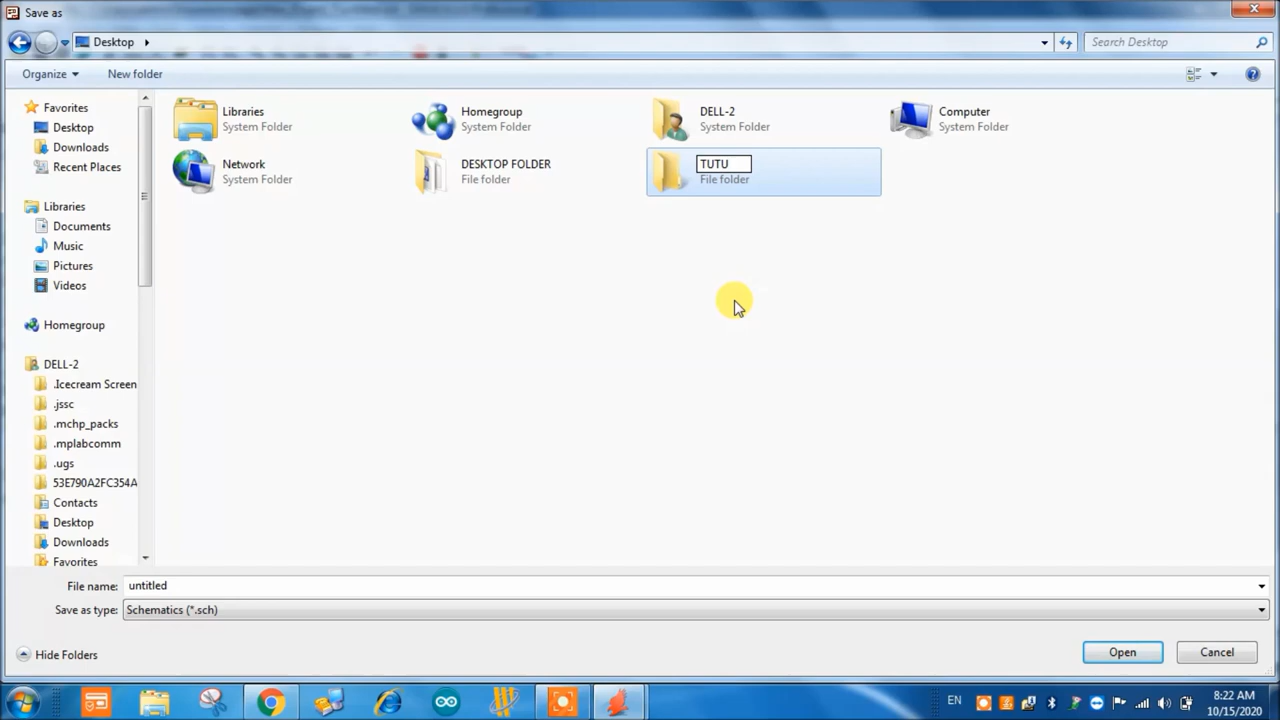 Save as
Desktop
Search Desktop
Organize
New folder
Favorites
Desktop
Downloads
Recent Places
Libraries
Documents
Music
Pictures
Videos
Homegroup
DELL-2
.Icecream Screen
.jssc
.mchp_packs
.mplabcomm
.ugs
53E790A2FC354A
Contacts
Desktop
Downloads
Favorites
Libraries
System Folder
Homegroup
System Folder
DELL-2
System Folder
Computer
System Folder
Network
System Folder
DESKTOP FOLDER
File folder
TUTU
File folder
File name: untitled
Save as type: Schematics (*.sch)
Hide Folders
Open
Cancel
EN
8:22 AM
10/15/2020